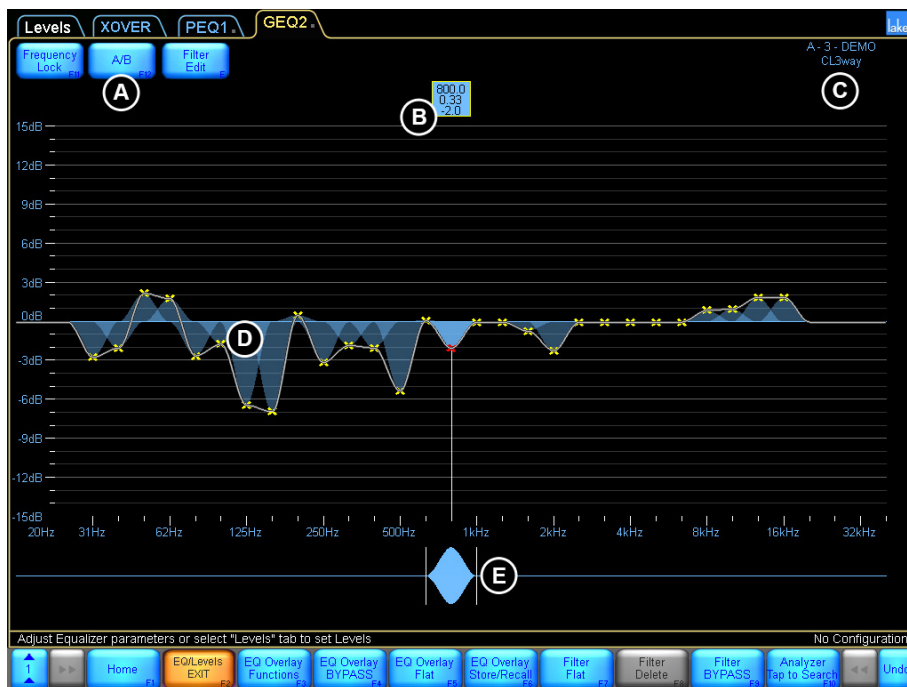 Levels XOVER PEQ1 GEQ2
lake
Frequency Lock F11
A/B F12
Filter Edit F
A - 3 - DEMO
CL3way
A
B
C
800.0
0.33
-2.0
15dB
12dB
9dB
6dB
3dB
0dB
-3dB
-6dB
-9dB
-12dB
-15dB
D
20Hz 31Hz 62Hz 125Hz 250Hz 500Hz 1kHz 2kHz 4kHz 8kHz 16kHz 32kHz
E
Adjust Equalizer parameters or select "Levels" tab to set Levels
No Configuration
1
Home F1
EQ/Levels EXIT F2
EQ Overlay Functions F3
EQ Overlay BYPASS F4
EQ Overlay Flat F5
EQ Overlay Store/Recall F6
Filter Flat F7
Filter Delete F8
Filter BYPASS F9
Analyzer Tap to Search F10
Undo